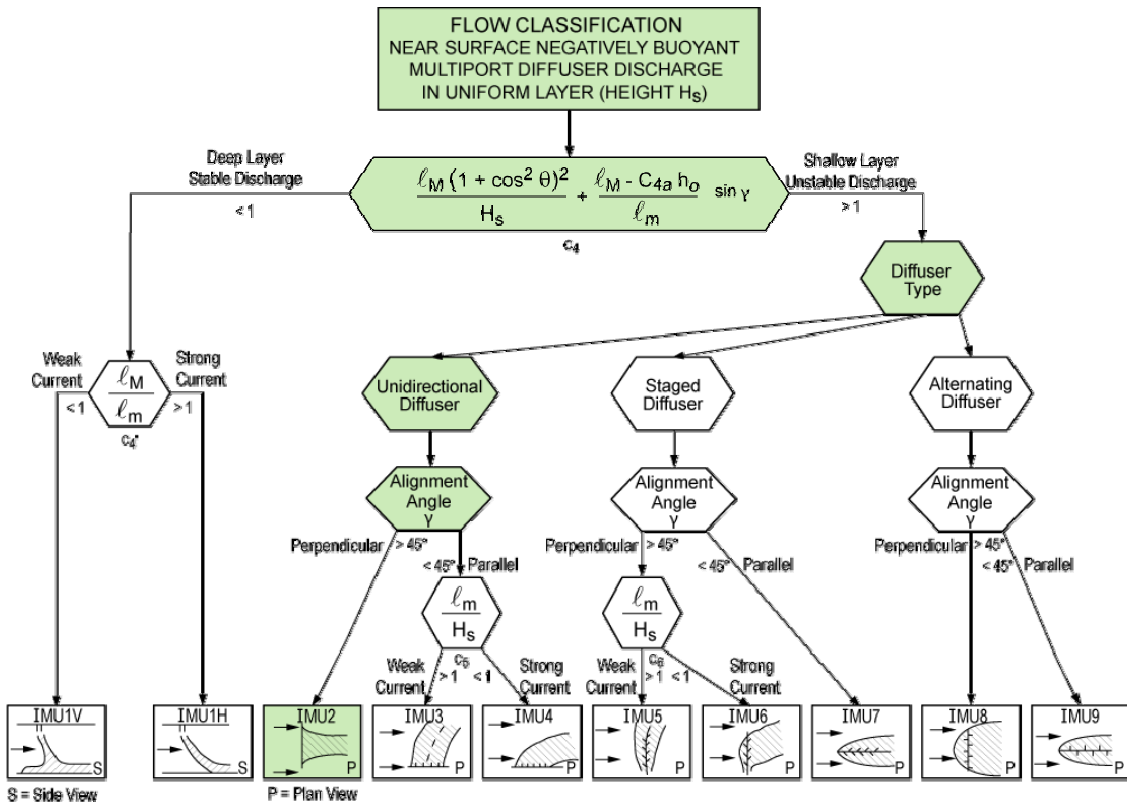 FLOW CLASSIFICATION
NEAR SURFACE NEGATIVELY BUOYANT
MULTIPORT DIFFUSER DISCHARGE
IN UNIFORM LAYER (HEIGHT Hs)
Deep Layer
Stable Discharge
< 1
ℓM (1 + cos² θ)² / Hs + ℓM - C4a ho / ℓm sin γ
C4
Shallow Layer
Unstable Discharge
> 1
Diffuser
Type
Weak
Current
< 1
ℓM / ℓm
C4'
Strong
Current
> 1
Unidirectional
Diffuser
Staged
Diffuser
Alternating
Diffuser
Alignment
Angle
γ
Alignment
Angle
γ
Alignment
Angle
γ
Perpendicular > 45°
< 45° Parallel
Perpendicular > 45°
< 45° Parallel
Perpendicular > 45°
< 45° Parallel
ℓm / Hs
C5
Weak
Current
> 1 < 1
Strong
Current
ℓm / Hs
C6
Weak
Current
> 1 < 1
Strong
Current
IMU1V
S
IMU1H
S
IMU2
P
IMU3
P
IMU4
P
IMU5
P
IMU6
P
IMU7
P
IMU8
P
IMU9
P
S = Side View
P = Plan View